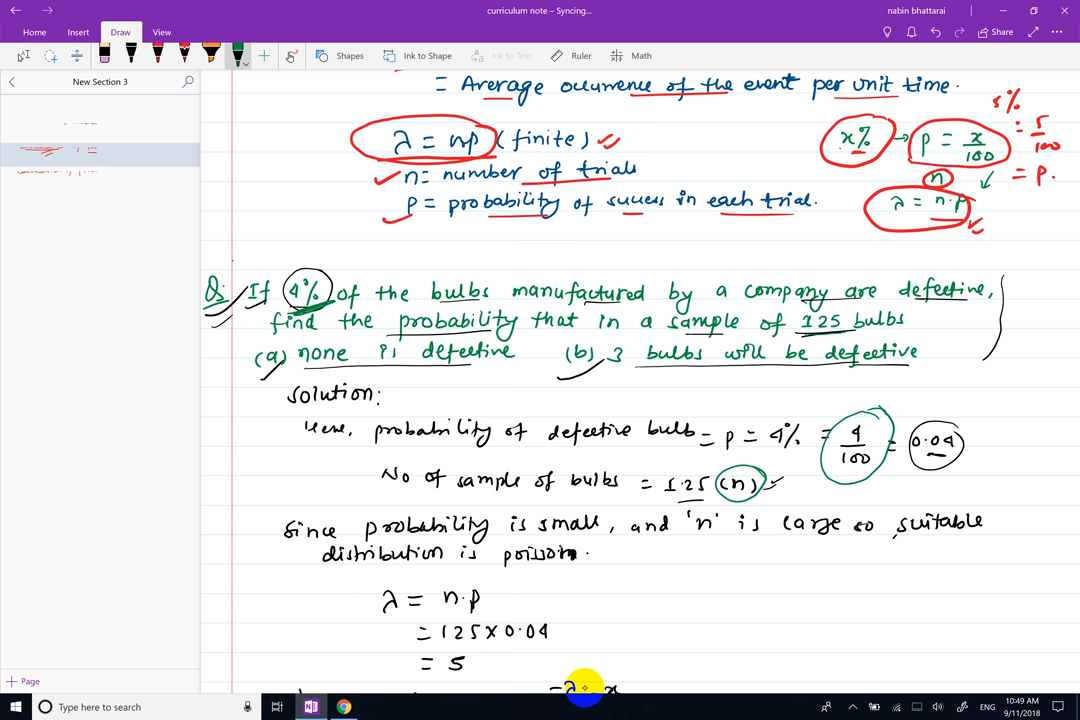 curriculum note – Syncing...
nabin bhattarai
Home Insert Draw View
Share
Shapes Ink to Shape Ink to Text Ruler Math
New Section 3
= Average occurrence of the event per unit time.
λ = np (finite)
n = number of trials
P = probability of success in each trial.
5%
= 5/100
= P.
x% → P = x/100
n
λ = n.p
Q: If 4% of the bulbs manufactured by a company are defective,
find the probability that in a sample of 125 bulbs
(a) none is defective (b) 3 bulbs will be defective
Solution:
Here, probability of defective bulb = p = 4% = 4/100 = 0.04
No of sample of bulbs = 125 (n)
Since probability is small, and 'n' is large so, suitable
distribution is poisson.
λ = n.p
= 125 × 0.04
= 5
Page
Type here to search
ENG
10:49 AM
9/11/2018